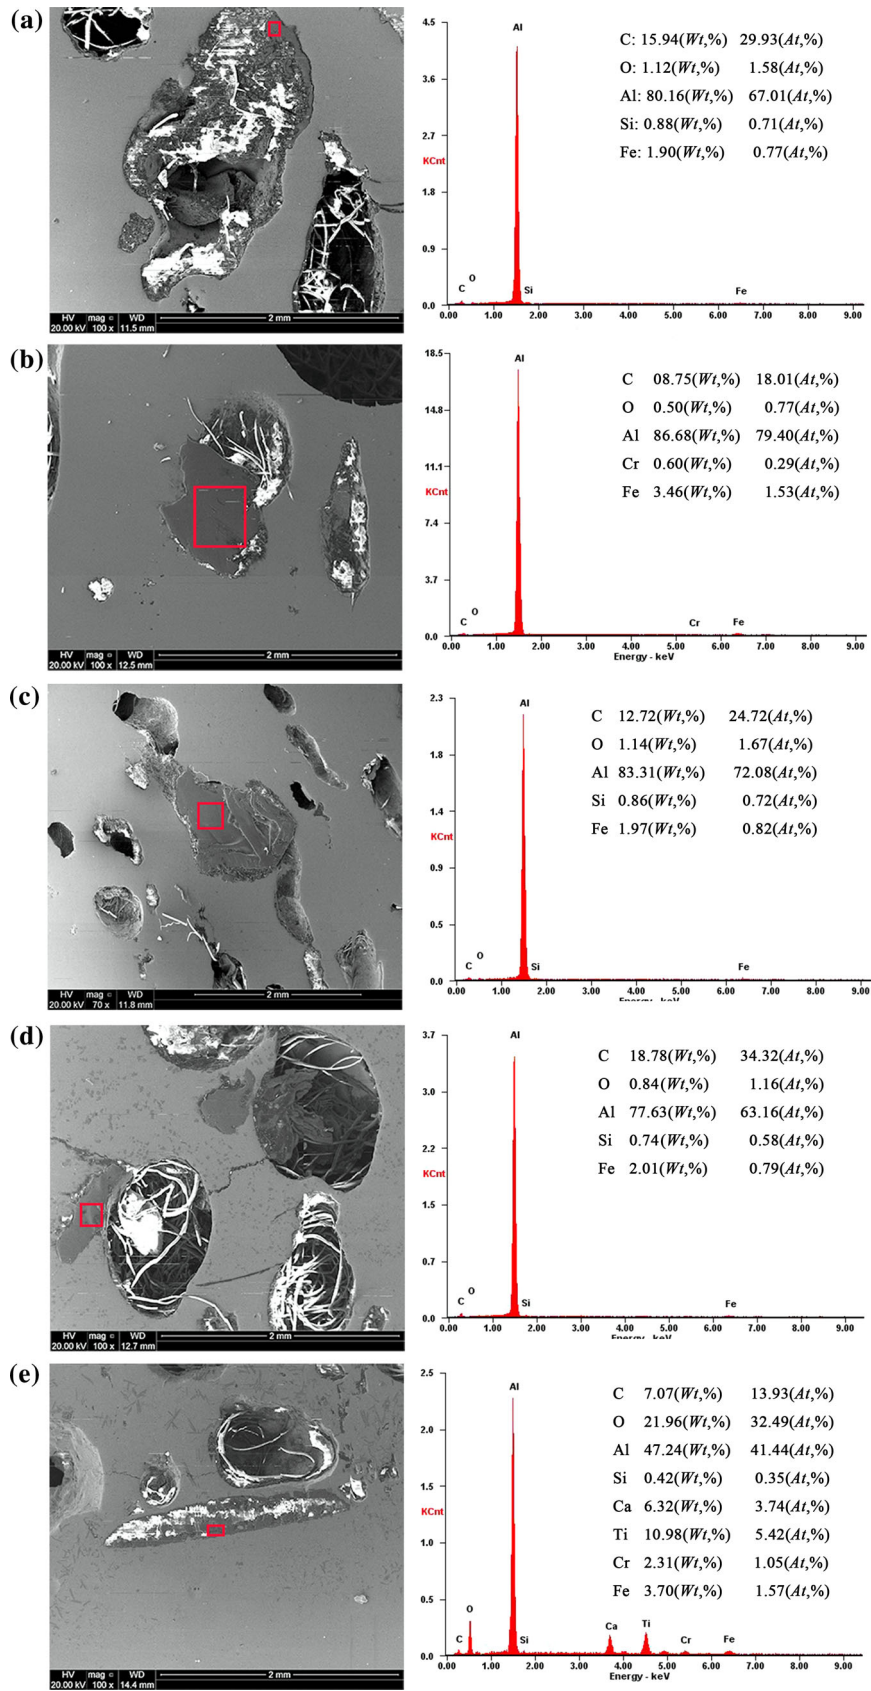 (a)
HV mag ¤ WD
20.00 kV 100 x 11.5 mm
2 mm
4.5
3.6
2.7
KCnt
1.8
0.9
0.0
Al
C
O
Si
Fe
0.00 1.00 2.00 3.00 4.00 5.00 6.00 7.00 8.00 9.00
C: 15.94(Wt,%) 29.93(At,%)
O: 1.12(Wt,%) 1.58(At,%)
Al: 80.16(Wt,%) 67.01(At,%)
Si: 0.88(Wt,%) 0.71(At,%)
Fe: 1.90(Wt,%) 0.77(At,%)
(b)
HV mag ¤ WD
20.00 kV 100 x 12.5 mm
2 mm
18.5
14.8
11.1
KCnt
7.4
3.7
0.0
Al
C
O
Cr
Fe
0.00 1.00 2.00 3.00 4.00 5.00 6.00 7.00 8.00 9.00
Energy - keV
C 08.75(Wt,%) 18.01(At,%)
O 0.50(Wt,%) 0.77(At,%)
Al 86.68(Wt,%) 79.40(At,%)
Cr 0.60(Wt,%) 0.29(At,%)
Fe 3.46(Wt,%) 1.53(At,%)
(c)
HV mag ¤ WD
20.00 kV 70 x 11.8 mm
2 mm
2.3
1.8
1.4
KCnt
0.9
0.5
0.0
Al
C
O
Si
Fe
0.00 1.00 2.00 3.00 4.00 5.00 6.00 7.00 8.00 9.00
Energy - keV
C 12.72(Wt,%) 24.72(At,%)
O 1.14(Wt,%) 1.67(At,%)
Al 83.31(Wt,%) 72.08(At,%)
Si 0.86(Wt,%) 0.72(At,%)
Fe 1.97(Wt,%) 0.82(At,%)
(d)
HV mag ¤ WD
20.00 kV 100 x 12.7 mm
2 mm
3.7
3.0
2.2
KCnt
1.5
0.7
0.0
Al
C
O
Si
Fe
0.00 1.00 2.00 3.00 4.00 5.00 6.00 7.00 8.00 9.00
Energy - keV
C 18.78(Wt,%) 34.32(At,%)
O 0.84(Wt,%) 1.16(At,%)
Al 77.63(Wt,%) 63.16(At,%)
Si 0.74(Wt,%) 0.58(At,%)
Fe 2.01(Wt,%) 0.79(At,%)
(e)
HV mag ¤ WD
20.00 kV 100 x 14.4 mm
2 mm
2.5
2.0
1.5
KCnt
1.0
0.5
0.0
Al
C
O
Si
Ca
Ti
Cr
Fe
0.00 1.00 2.00 3.00 4.00 5.00 6.00 7.00 8.00 9.00
C 7.07(Wt,%) 13.93(At,%)
O 21.96(Wt,%) 32.49(At,%)
Al 47.24(Wt,%) 41.44(At,%)
Si 0.42(Wt,%) 0.35(At,%)
Ca 6.32(Wt,%) 3.74(At,%)
Ti 10.98(Wt,%) 5.42(At,%)
Cr 2.31(Wt,%) 1.05(At,%)
Fe 3.70(Wt,%) 1.57(At,%)